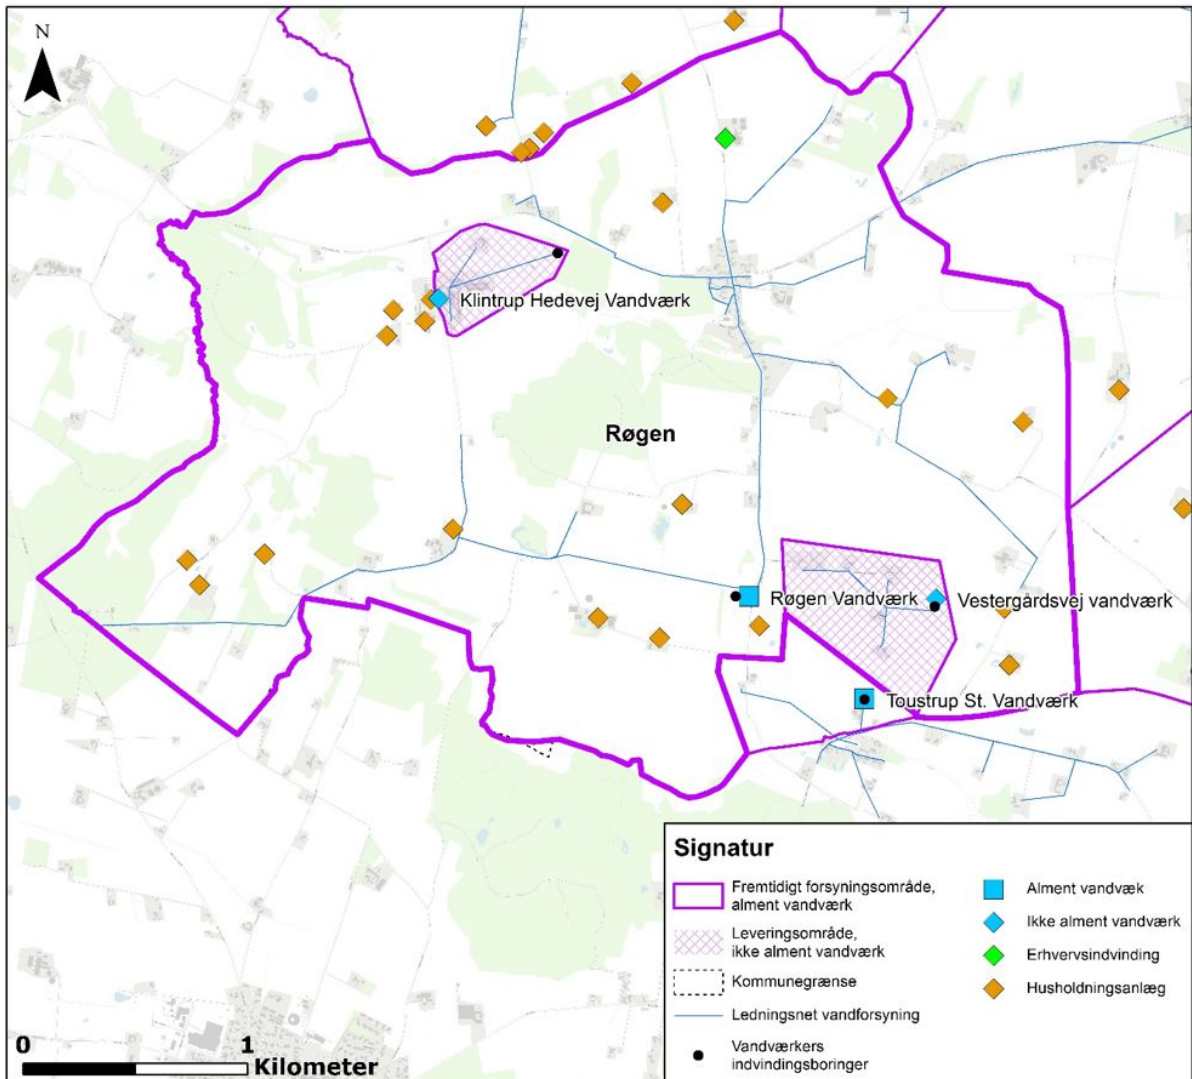 N
Klintrup Hedevej Vandværk
Røgen
Røgen Vandværk
Vestergårdsvej vandværk
Toustrup St. Vandværk
Signatur
Fremtidigt forsyningsområde,
alment vandværk
Leveringsområde,
ikke alment vandværk
Kommunegrænse
Ledningsnet vandforsyning
Vandværkers
indvindingsboringer
Alment vandvæk
Ikke alment vandværk
Erhvervsindvinding
Husholdningsanlæg
0 1
Kilometer